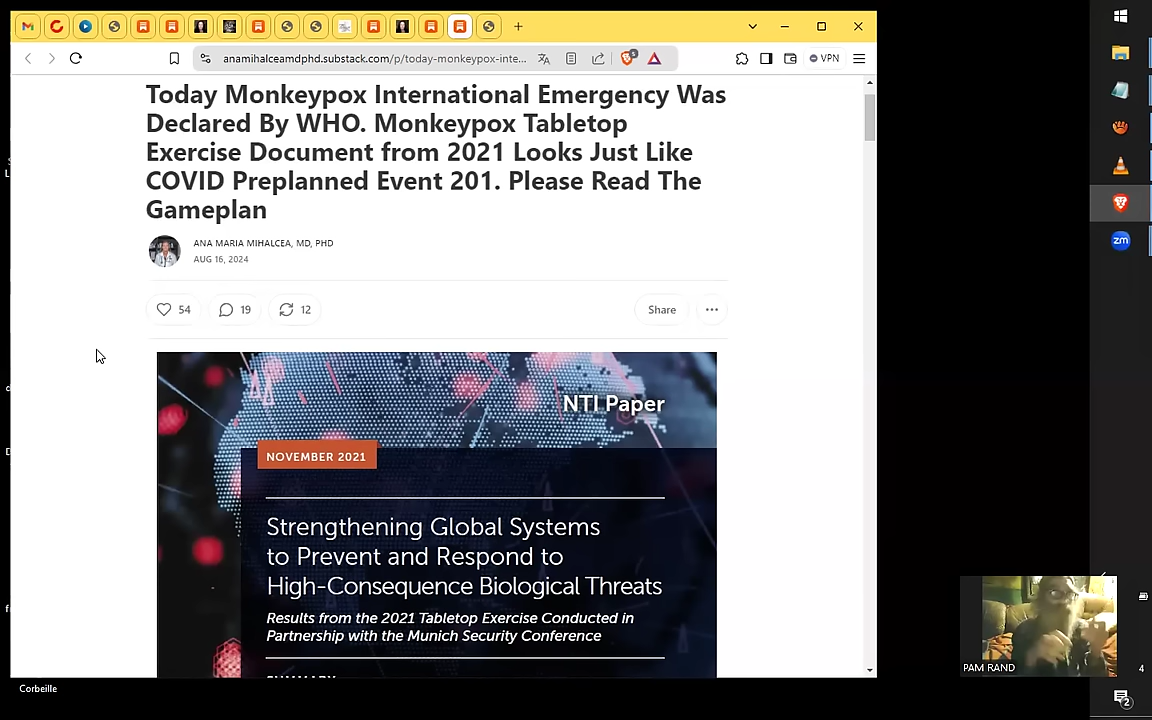 anamihalceamdphd.substack.com/p/today-monkeypox-inte...
VPN
Today Monkeypox International Emergency Was
Declared By WHO. Monkeypox Tabletop
Exercise Document from 2021 Looks Just Like
COVID Preplanned Event 201. Please Read The
Gameplan
ANA MARIA MIHALCEA, MD, PHD
AUG 16, 2024
54
19
12
Share
NTI Paper
NOVEMBER 2021
Strengthening Global Systems
to Prevent and Respond to
High-Consequence Biological Threats
Results from the 2021 Tabletop Exercise Conducted in
Partnership with the Munich Security Conference
zm
PAM RAND
4
2
Corbeille